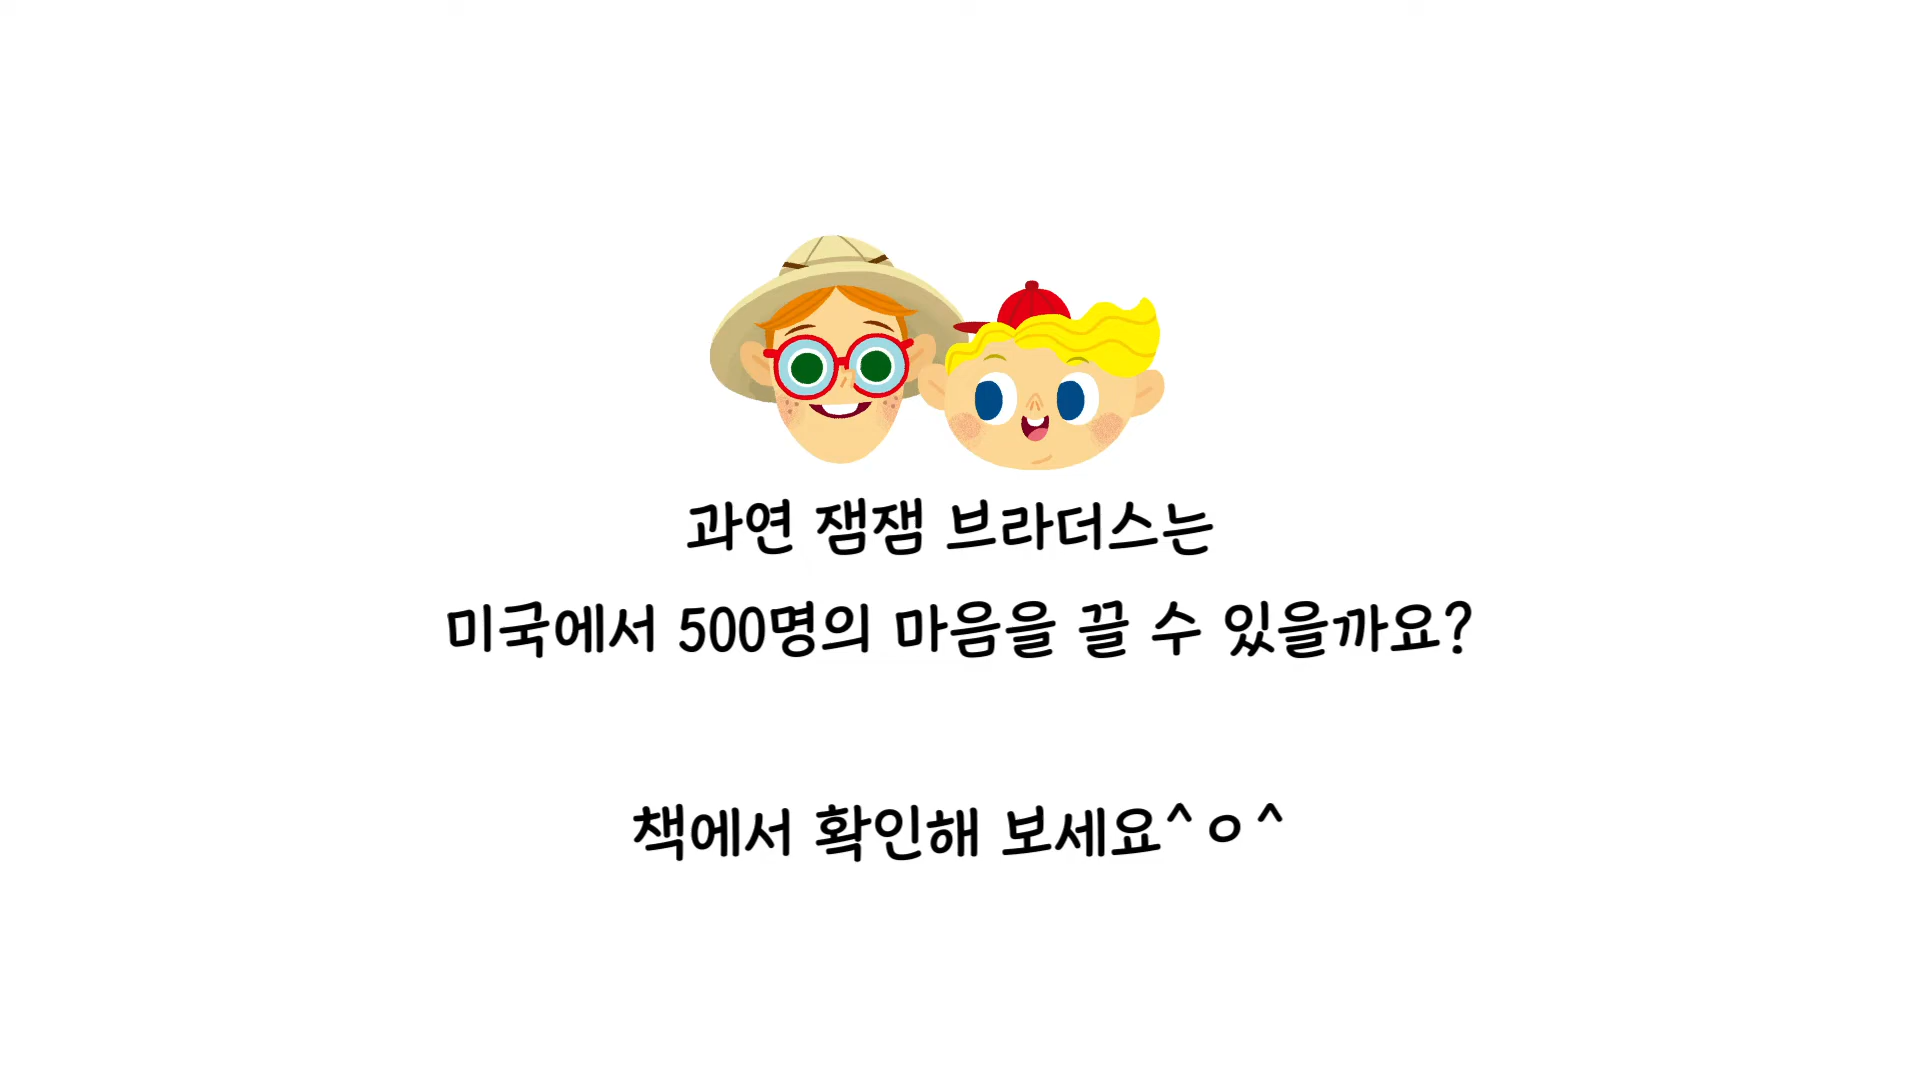 과연 잼잼 브라더스는
미국에서 500명의 마음을 끌 수 있을까요?
책에서 확인해 보세요^ㅇ^